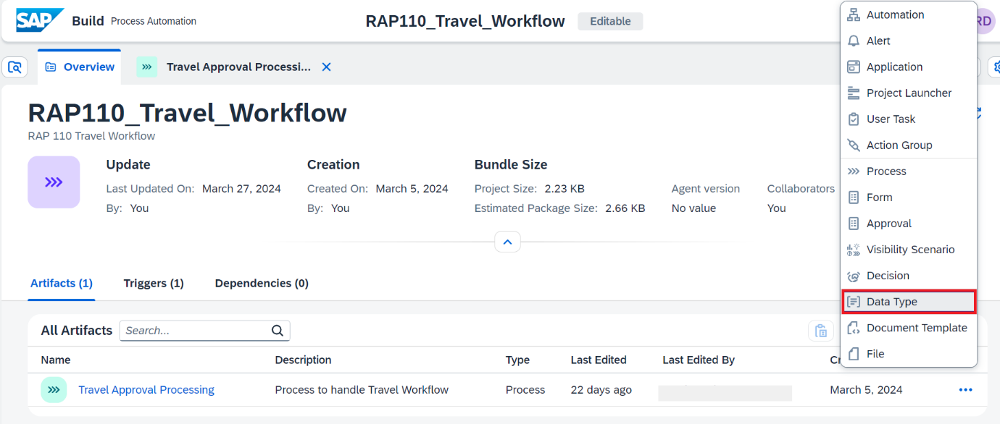 SAP Build Process Automation RAP110_Travel_Workflow Editable
Overview Travel Approval Processi...
RAP110_Travel_Workflow
RAP 110 Travel Workflow
Update Creation Bundle Size
Last Updated On: March 27, 2024 Created On: March 5, 2024 Project Size: 2.23 KB Agent version Collaborators
By: You By: You Estimated Package Size: 2.66 KB No value You
Artifacts (1) Triggers (1) Dependencies (0)
All Artifacts Search...
Name Description Type Last Edited Last Edited By
Travel Approval Processing Process to handle Travel Workflow Process 22 days ago March 5, 2024
Automation
Alert
Application
Project Launcher
User Task
Action Group
Process
Form
Approval
Visibility Scenario
Decision
Data Type
Document Template
File